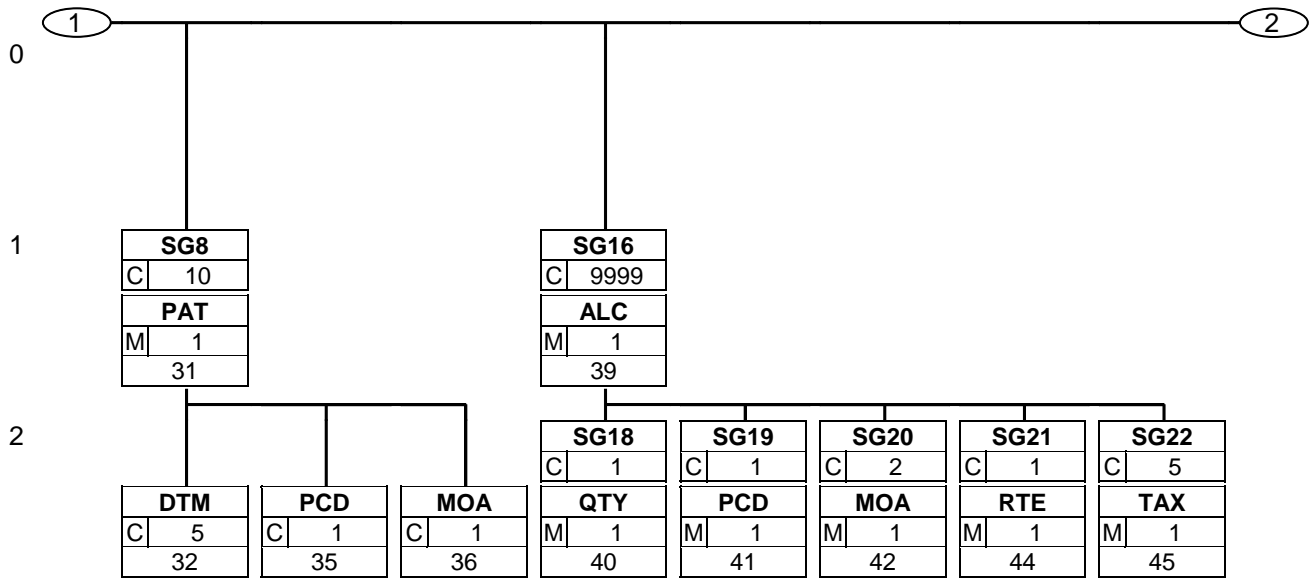 1 2
0
1 SG8 SG16
C 10 C 9999
PAT ALC
M 1 M 1
31 39
2 SG18 SG19 SG20 SG21 SG22
C 1 C 1 C 2 C 1 C 5
DTM PCD MOA QTY PCD MOA RTE TAX
C 5 C 1 C 1 M 1 M 1 M 1 M 1 M 1
32 35 36 40 41 42 44 45